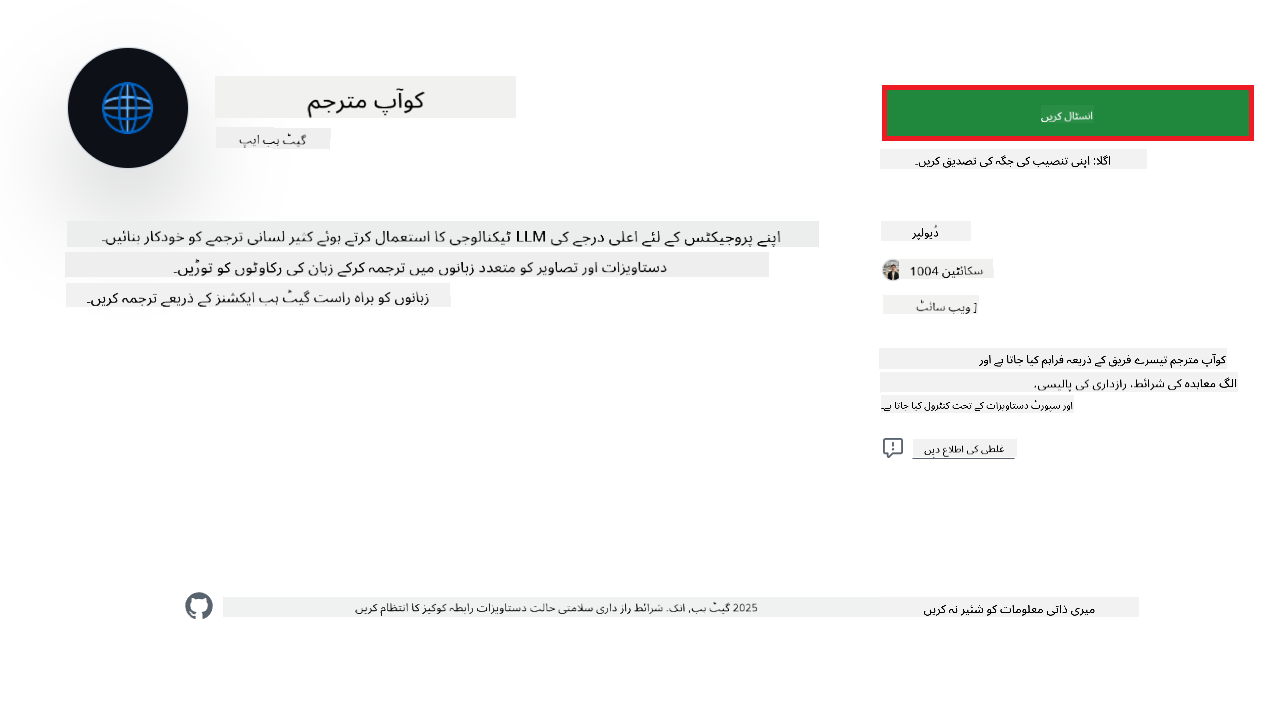 کوآپ مترجم
گیٹ ہب ایپ
انسٹال کریں
اگلا: اپنی تنصیب کی جگہ کی تصدیق کریں۔
اپنے پروجیکٹس کے لئے اعلی درجے کی LLM ٹیکنالوجی کا استعمال کرتے ہوئے کثیر لسانی ترجمے کو خودکار بنائیں۔
دستاویزات اور تصاویر کو متعدد زبانوں میں ترجمہ کرکے زبان کی رکاوٹوں کو توڑیں۔
زبانوں کو براہ راست گیٹ ہب ایکشنز کے ذریعے ترجمہ کریں۔
ڈیولپر
سکائٹین 1004
ویب سائٹ
کوآپ مترجم تیسرے فریق کے ذریعہ فراہم کیا جاتا ہے اور
الگ معاہدہ کی شرائط، رازداری کی پالیسی،
اور سپورٹ دستاویزات کے تحت کنٹرول کیا جاتا ہے۔
غلطی کی اطلاع دیں
2025 گیٹ ہب, انک. شرائط راز داری سلامتی حالت دستاویزات رابطہ کوکیز کا انتظام کریں
میری ذاتی معلومات کو شئیر نہ کریں